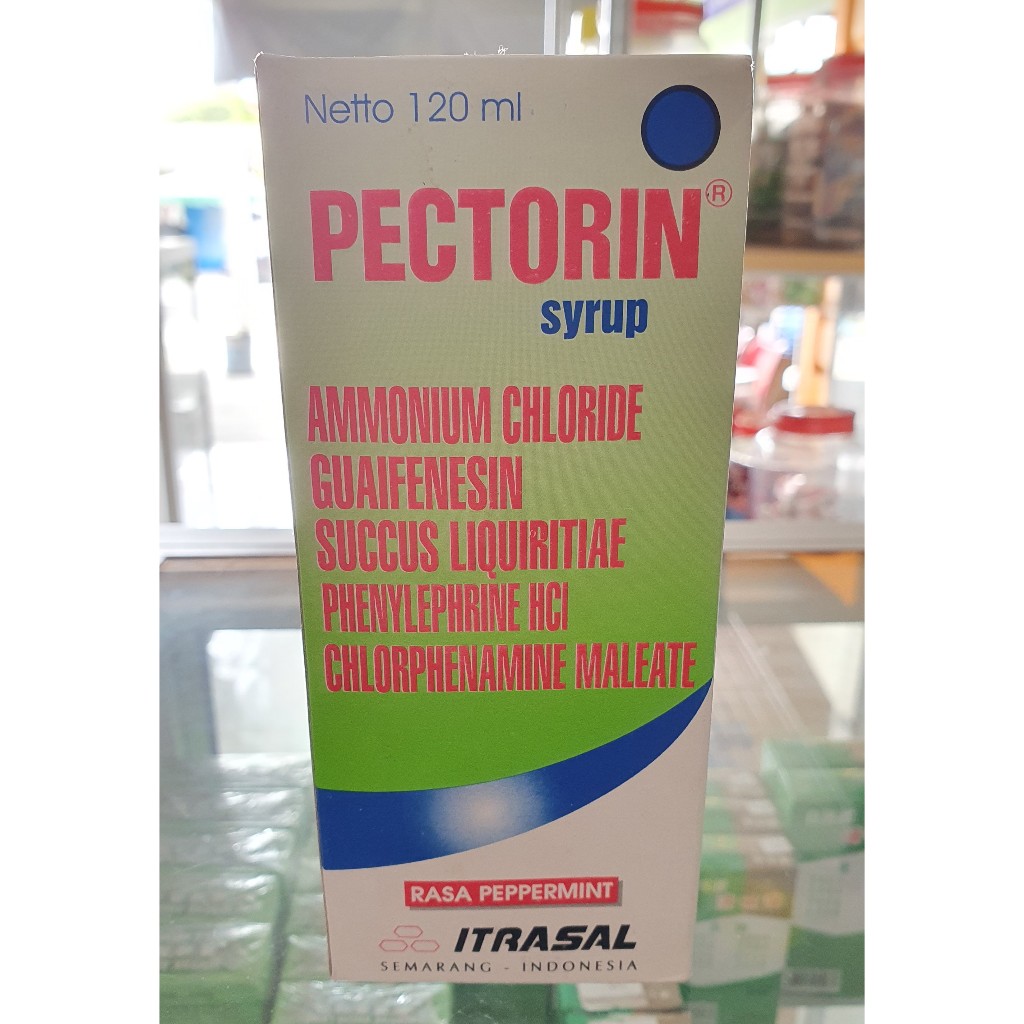 Netto 120 ml
PECTORIN®
syrup
AMMONIUM CHLORIDE
GUAIFENESIN
SUCCUS LIQUIRITIAE
PHENYLEPHRINE HCl
CHLORPHENAMINE MALEATE
RASA PEPPERMINT
ITRASAL
SEMARANG - INDONESIA